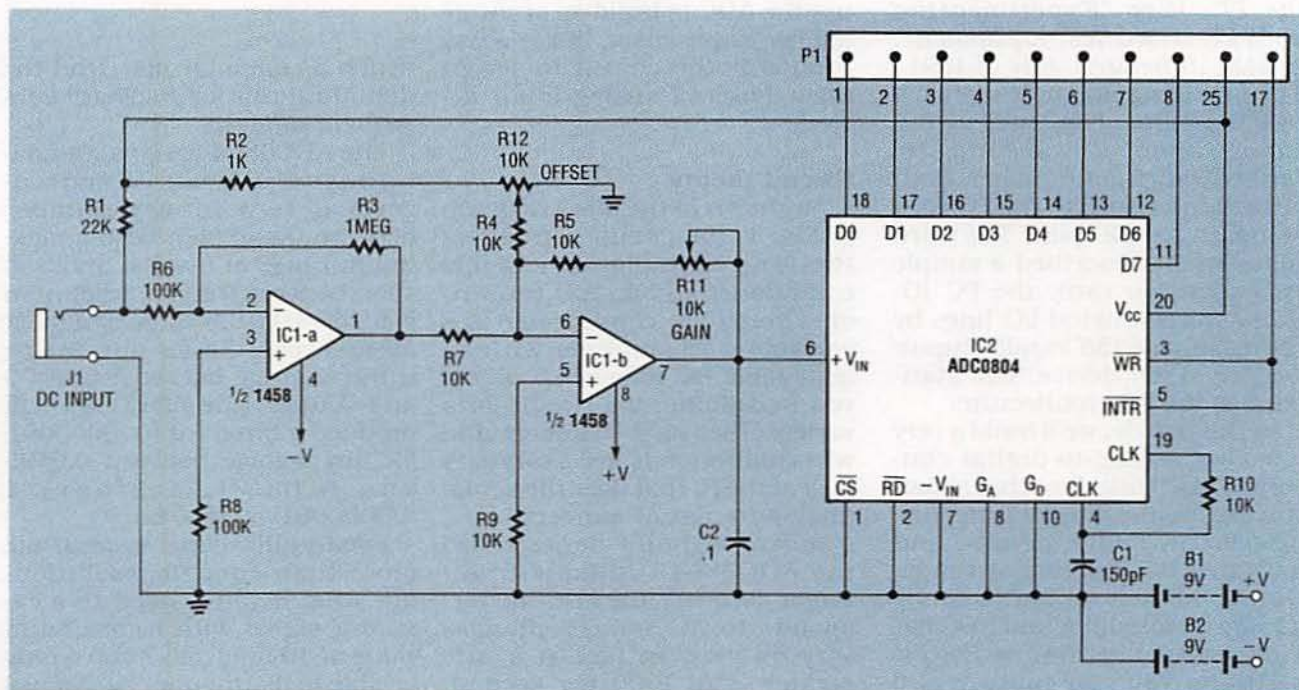 P1
1 2 3 4 5 6 7 8 25 17
R2
1K
R12
10K
OFFSET
R1
22K
R3
1MEG
R4
10K
R5
10K
R11
10K
GAIN
R6
100K
R7
10K
J1
DC INPUT
2
3
1
4
IC1-a
½ 1458
−V
6
5
7
8
IC1-b
½ 1458
+V
R8
100K
R9
10K
C2
.1
18 17 16 15 14 13 12
D0 D1 D2 D3 D4 D5 D6
D7 11
VCC 20
WR 3
INTR 5
CLK 19
6 +VIN
IC2
ADC0804
CS RD −VIN GA GD CLK
1 2 7 8 10 4
R10
10K
C1
150pF
B1
9V
+V
B2
9V
−V